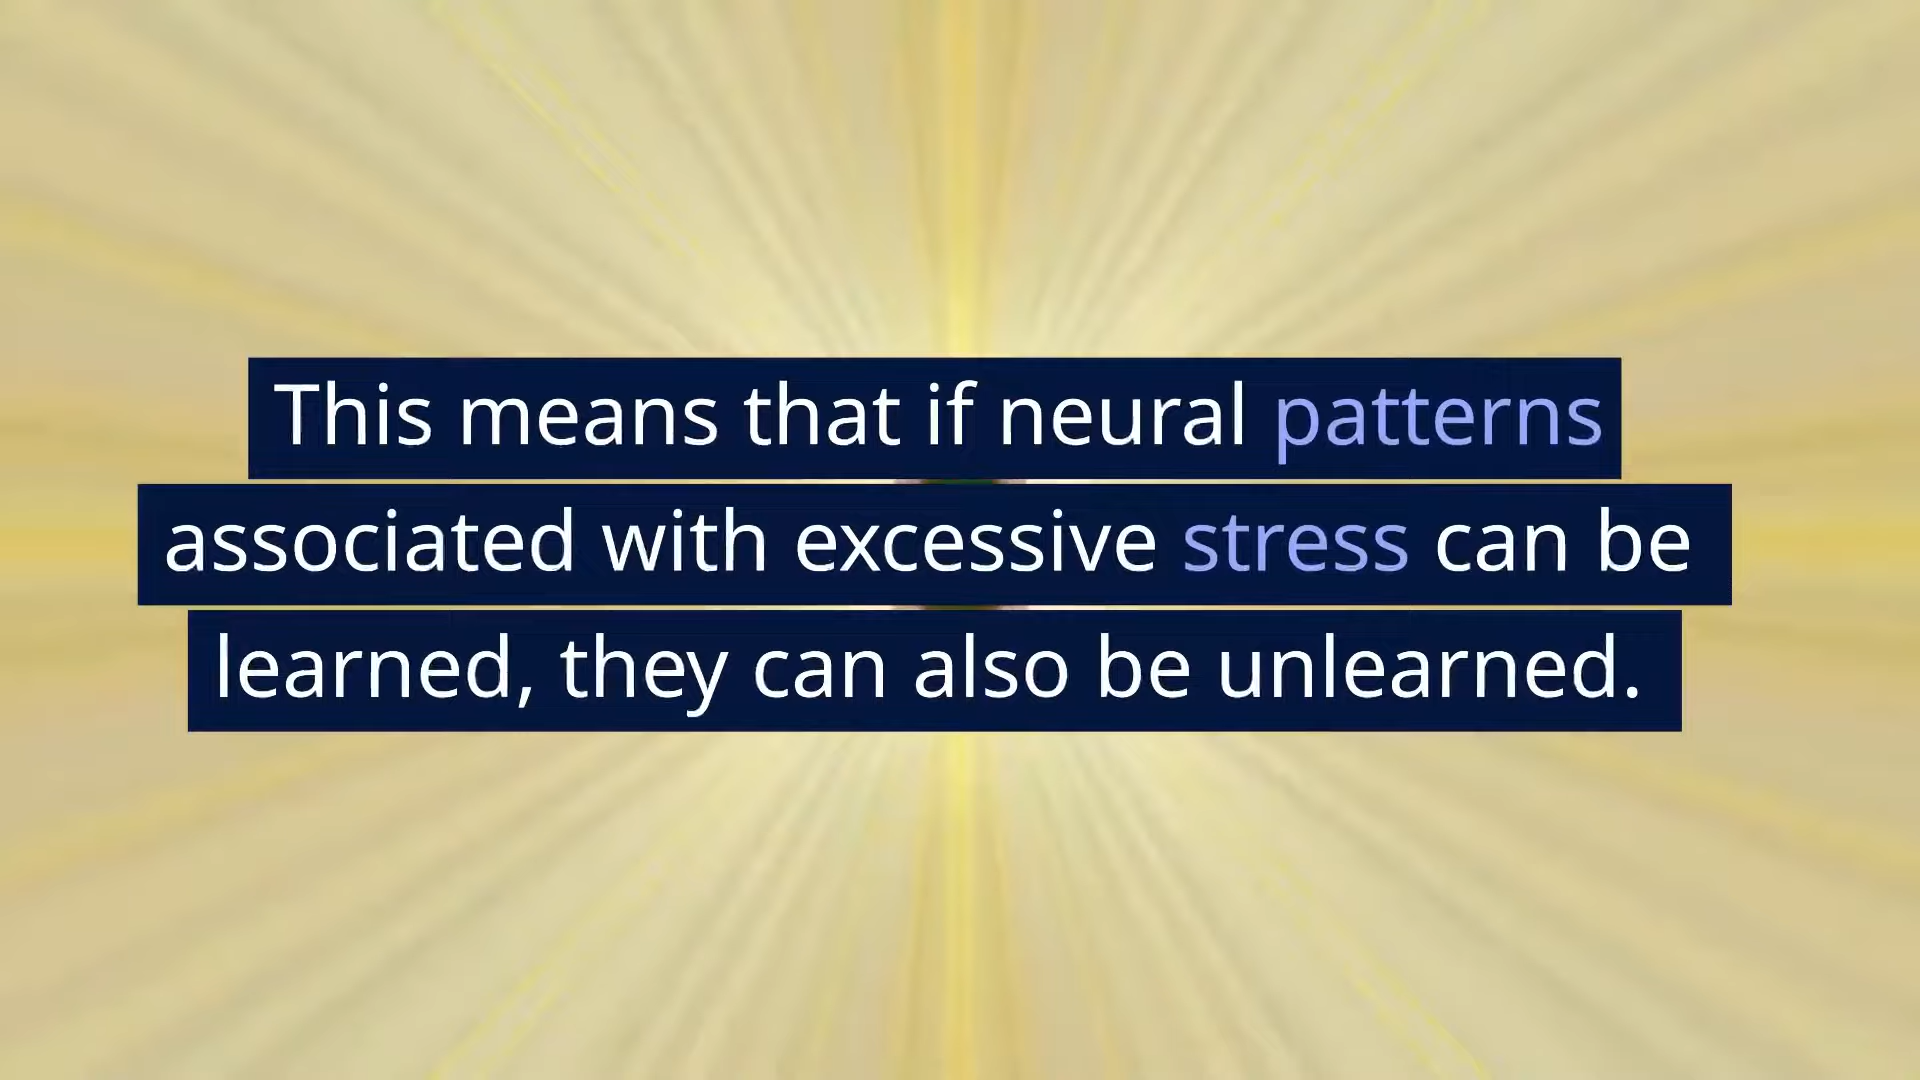 This means that if neural patterns
associated with excessive stress can be
learned, they can also be unlearned.